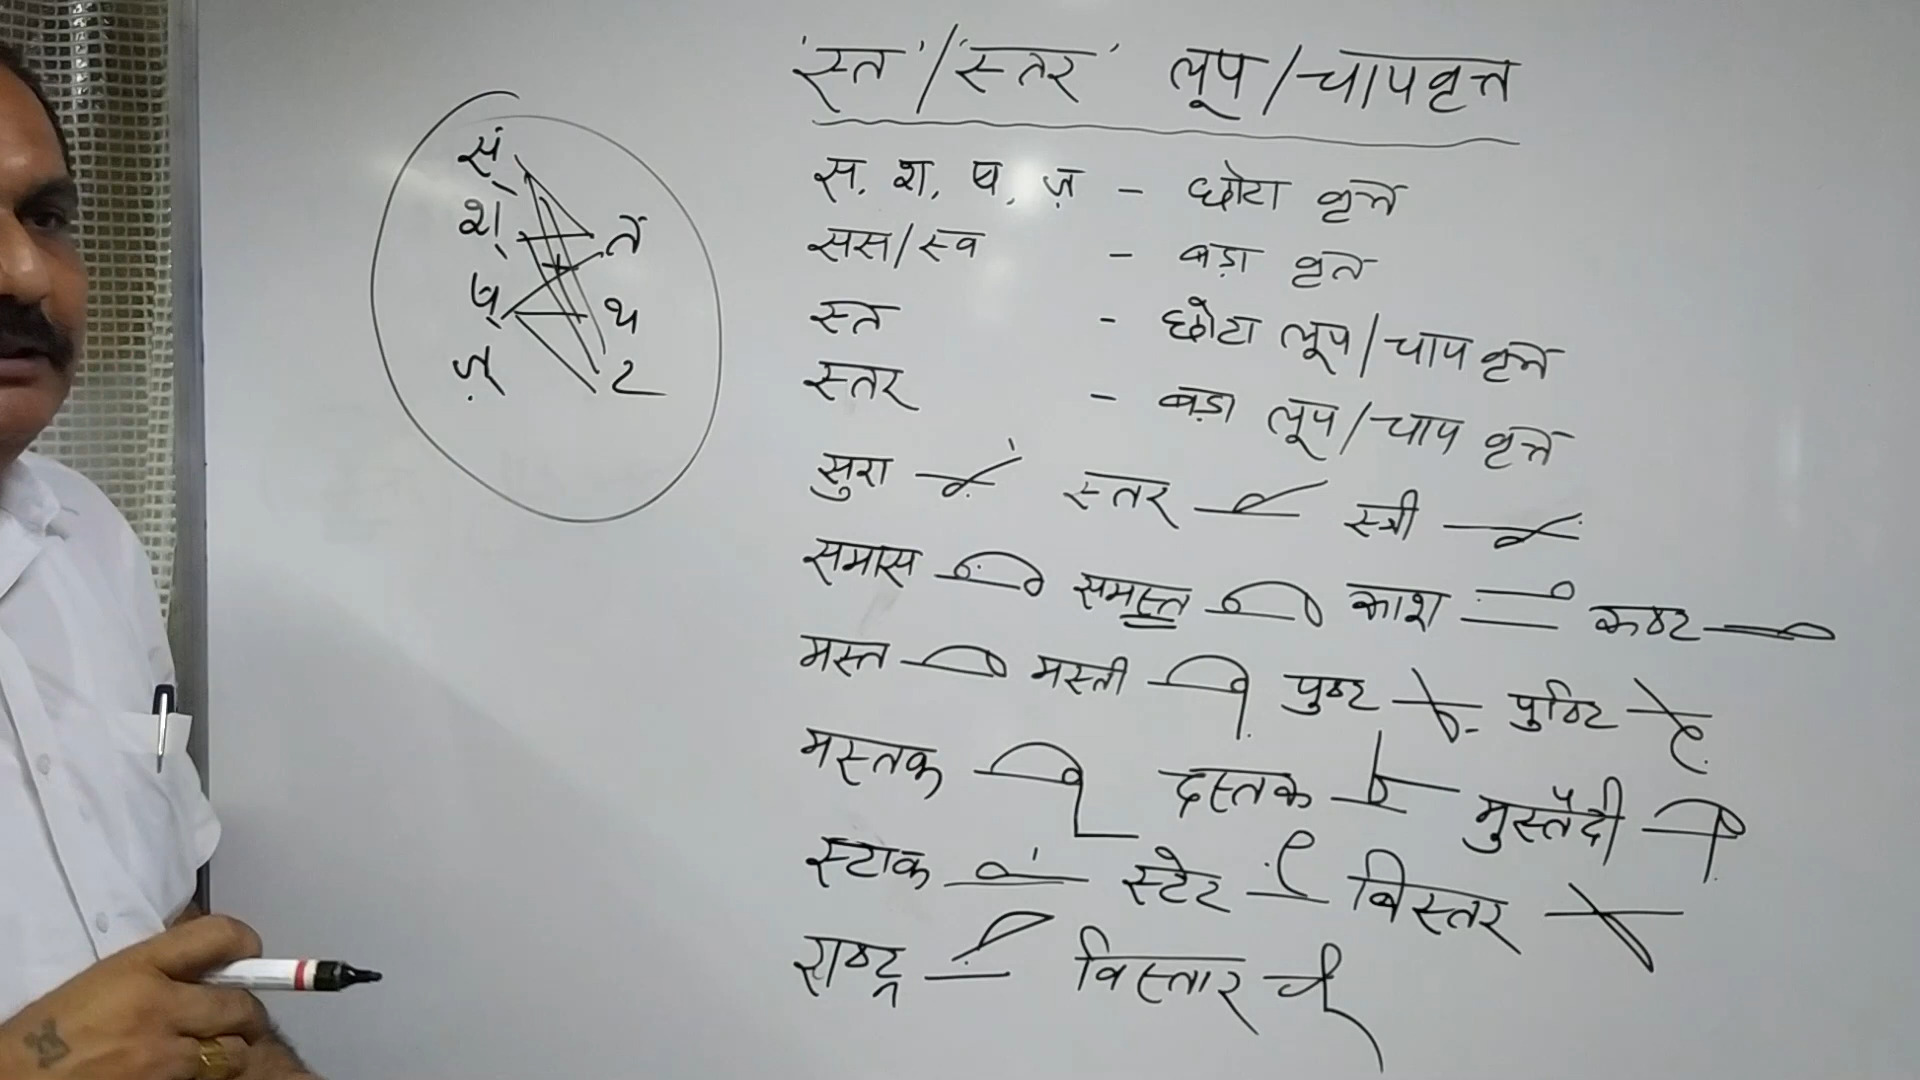 'स्त'/'स्तर' लूप/चापवृत्त
स्
श्
ष्
ज़्
त
थ
ट
स, श, ष, ज़ - छोटा वृत्त
सस/स्व - बड़ा वृत
स्त - छोटा लूप/चाप वृत्त
स्तर - बड़ा लूप/चाप वृत्त
सुरा स्तर स्त्री
समास समस्त काश कष्ट
मस्त मस्ती पुष्ट पुष्टि
मस्तक दस्तक मुस्तैदी
स्टाक स्टेट बिस्तर
राष्ट्र विस्तार